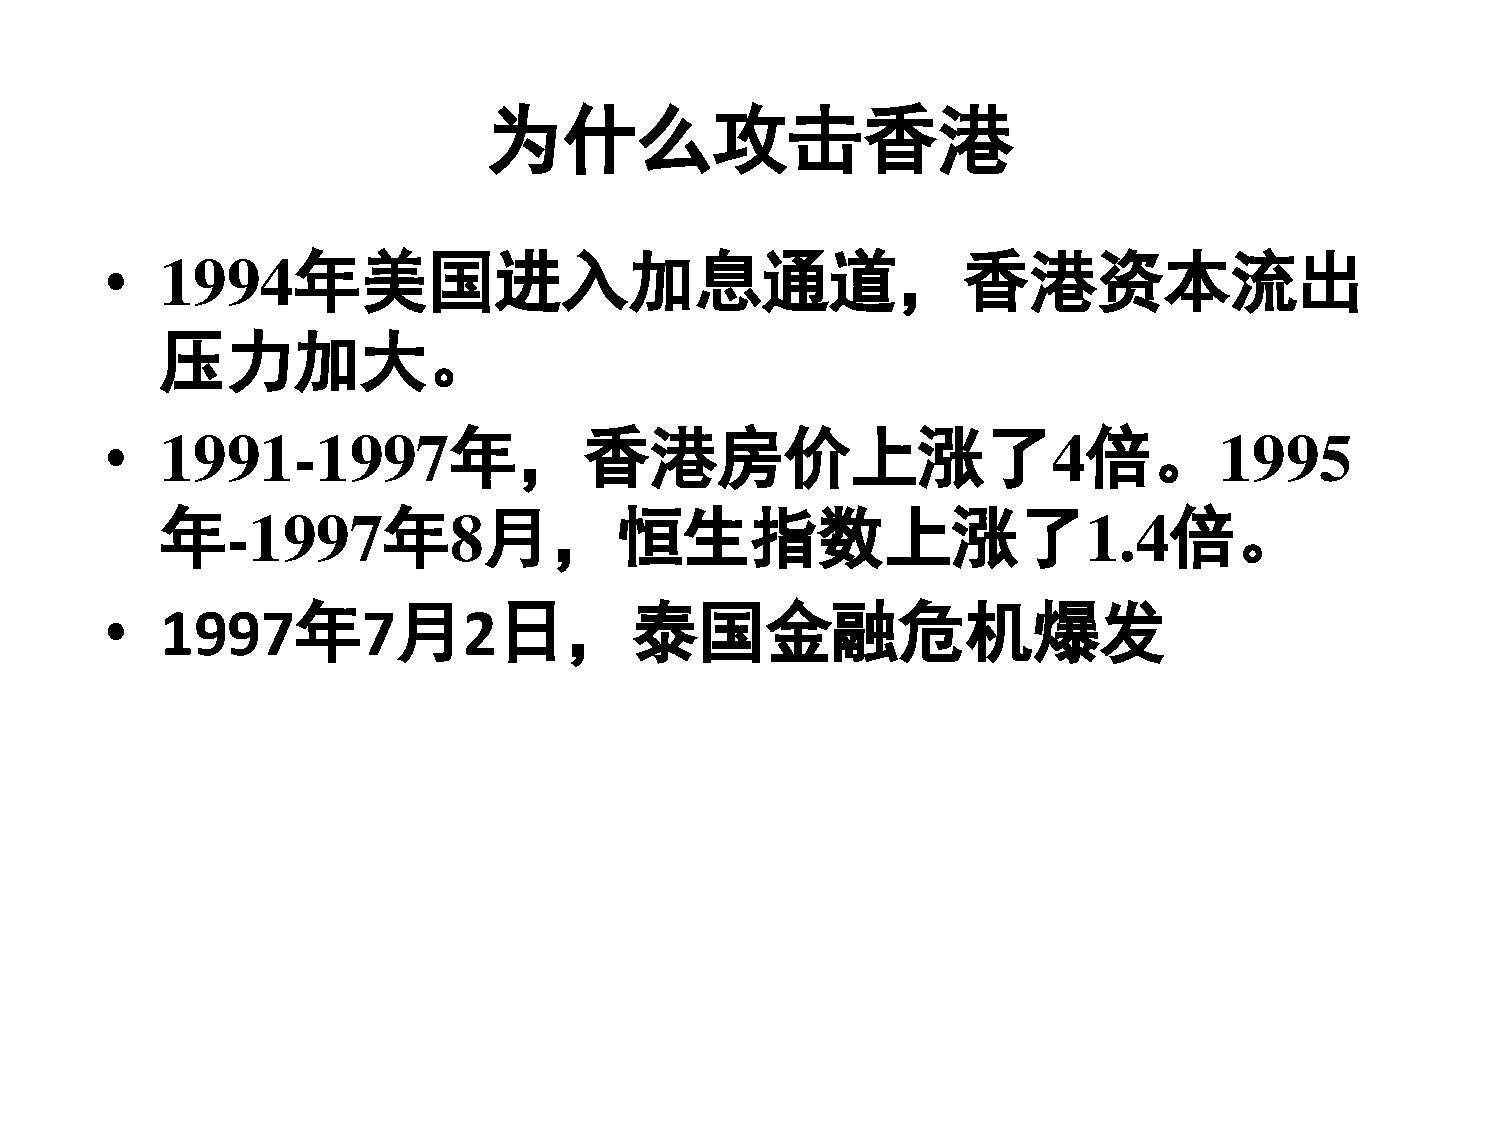 为什么攻击香港
• 1994年美国进入加息通道，香港资本流出
压力加大。
• 1991-1997年，香港房价上涨了4倍。1995
年-1997年8月，恒生指数上涨了1.4倍。
• 1997年7月2日，泰国金融危机爆发